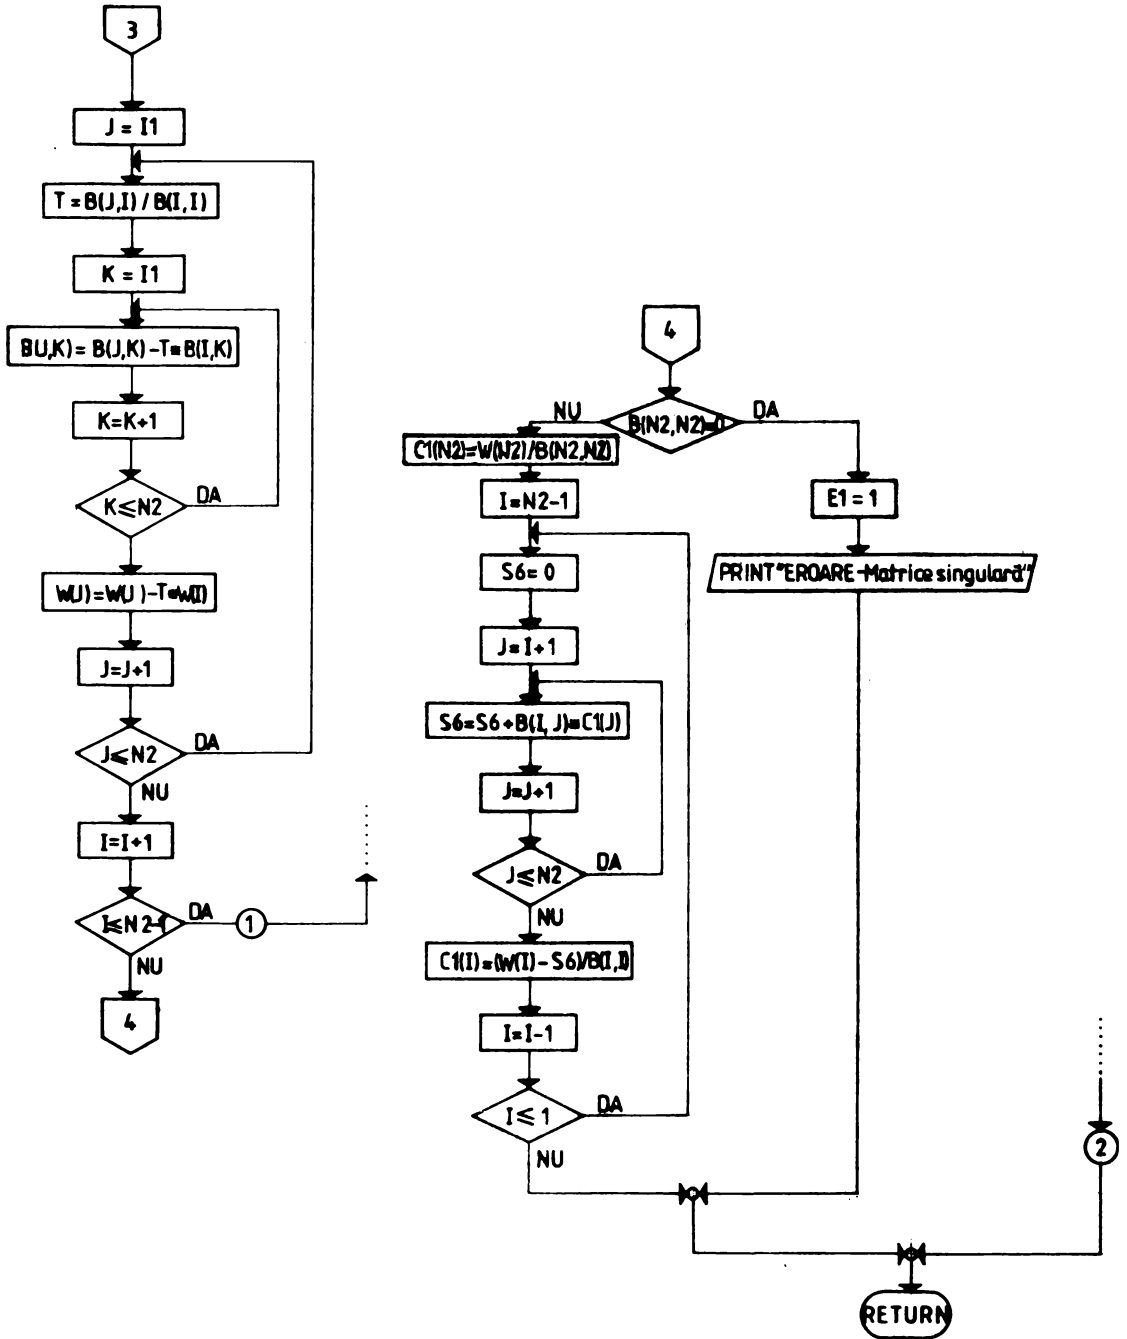 3
J = I1
T = B(J,I) / B(I,I)
K = I1
B(J,K) = B(J,K) - T * B(I,K)
K=K+1
K ≤ N2
DA
W(J) = W(J) - T * W(I)
J=J+1
J ≤ N2
DA
NU
I=I+1
I ≤ N2-1
DA
1
NU
4
4
B(N2,N2)=0
NU
DA
C1(N2)=W(N2)/B(N2,N2)
I=N2-1
S6= 0
J=I+1
S6=S6+B(I,J)*C1(J)
J=J+1
J ≤ N2
DA
NU
C1(I)=(W(I)-S6)/B(I,I)
I=I-1
I ≤ 1
DA
NU
E1 = 1
PRINT "EROARE-Matrice singulară"
2
RETURN